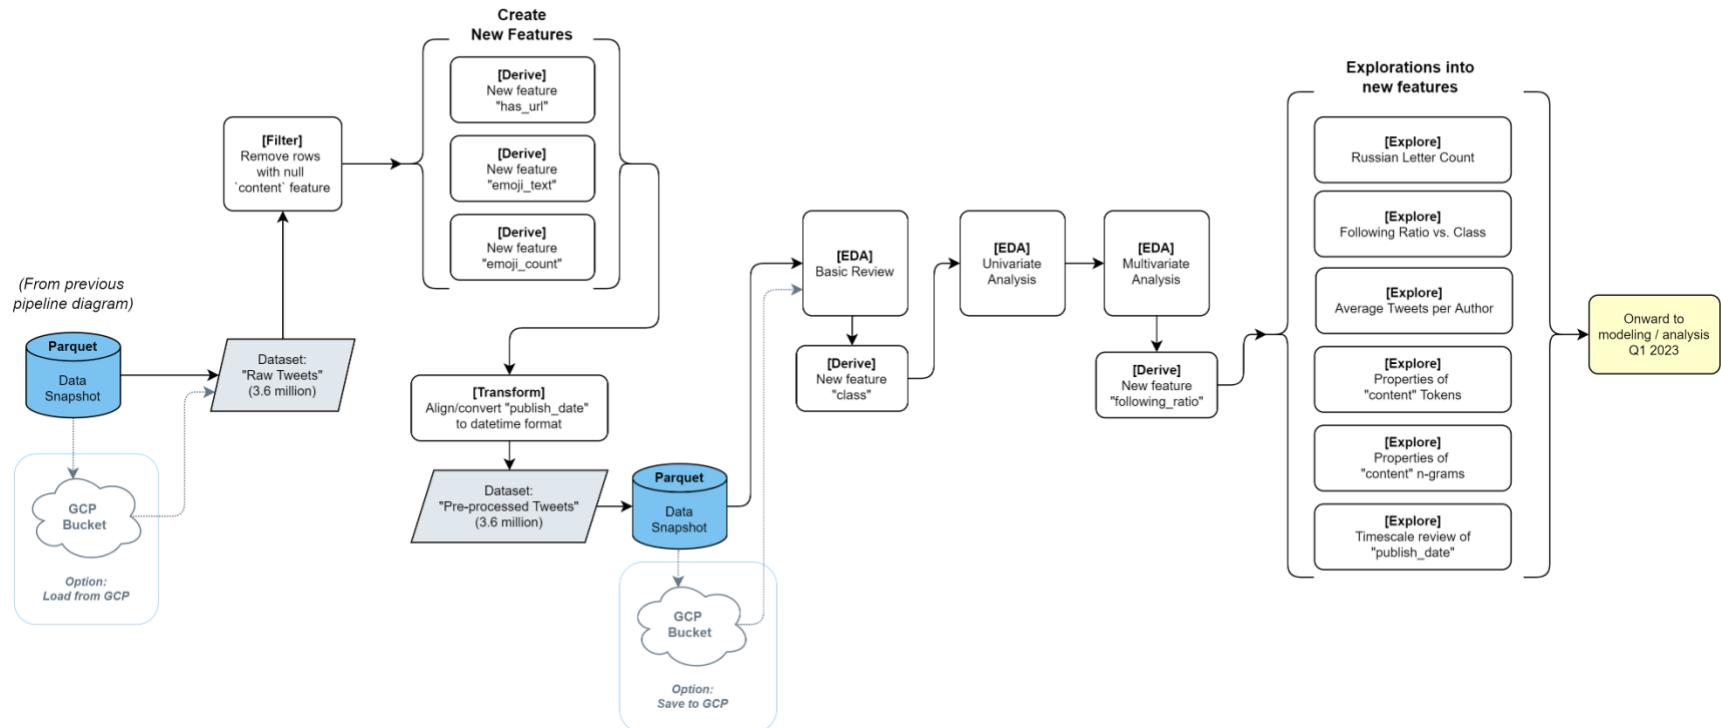 (From previous
pipeline diagram)
Parquet
Data
Snapshot
GCP
Bucket
Option:
Load from GCP
Dataset:
"Raw Tweets"
(3.6 million)
[Filter]
Remove rows
with null
`content` feature
Create
New Features
[Derive]
New feature
"has_url"
[Derive]
New feature
"emoji_text"
[Derive]
New feature
"emoji_count"
[Transform]
Align/convert "publish_date"
to datetime format
Dataset:
"Pre-processed Tweets"
(3.6 million)
Parquet
Data
Snapshot
GCP
Bucket
Option:
Save to GCP
[EDA]
Basic Review
[Derive]
New feature
"class"
[EDA]
Univariate
Analysis
[EDA]
Multivariate
Analysis
[Derive]
New feature
"following_ratio"
Explorations into
new features
[Explore]
Russian Letter Count
[Explore]
Following Ratio vs. Class
[Explore]
Average Tweets per Author
[Explore]
Properties of
"content" Tokens
[Explore]
Properties of
"content" n-grams
[Explore]
Timescale review of
"publish_date"
Onward to
modeling / analysis
Q1 2023